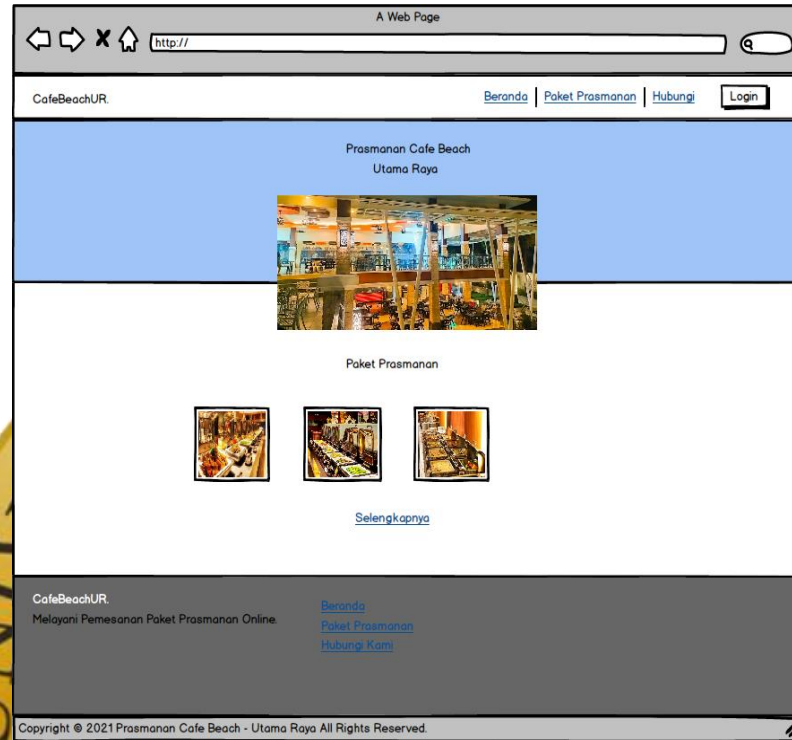 A Web Page
http://
CafeBeachUR.
Beranda Paket Prasmanan Hubungi Login
Prasmanan Cafe Beach
Utama Raya
Paket Prasmanan
Selengkapnya
CafeBeachUR.
Melayani Pemesanan Paket Prasmanan Online.
Beranda
Paket Prasmanan
Hubungi Kami
Copyright © 2021 Prasmanan Cafe Beach - Utama Raya All Rights Reserved.